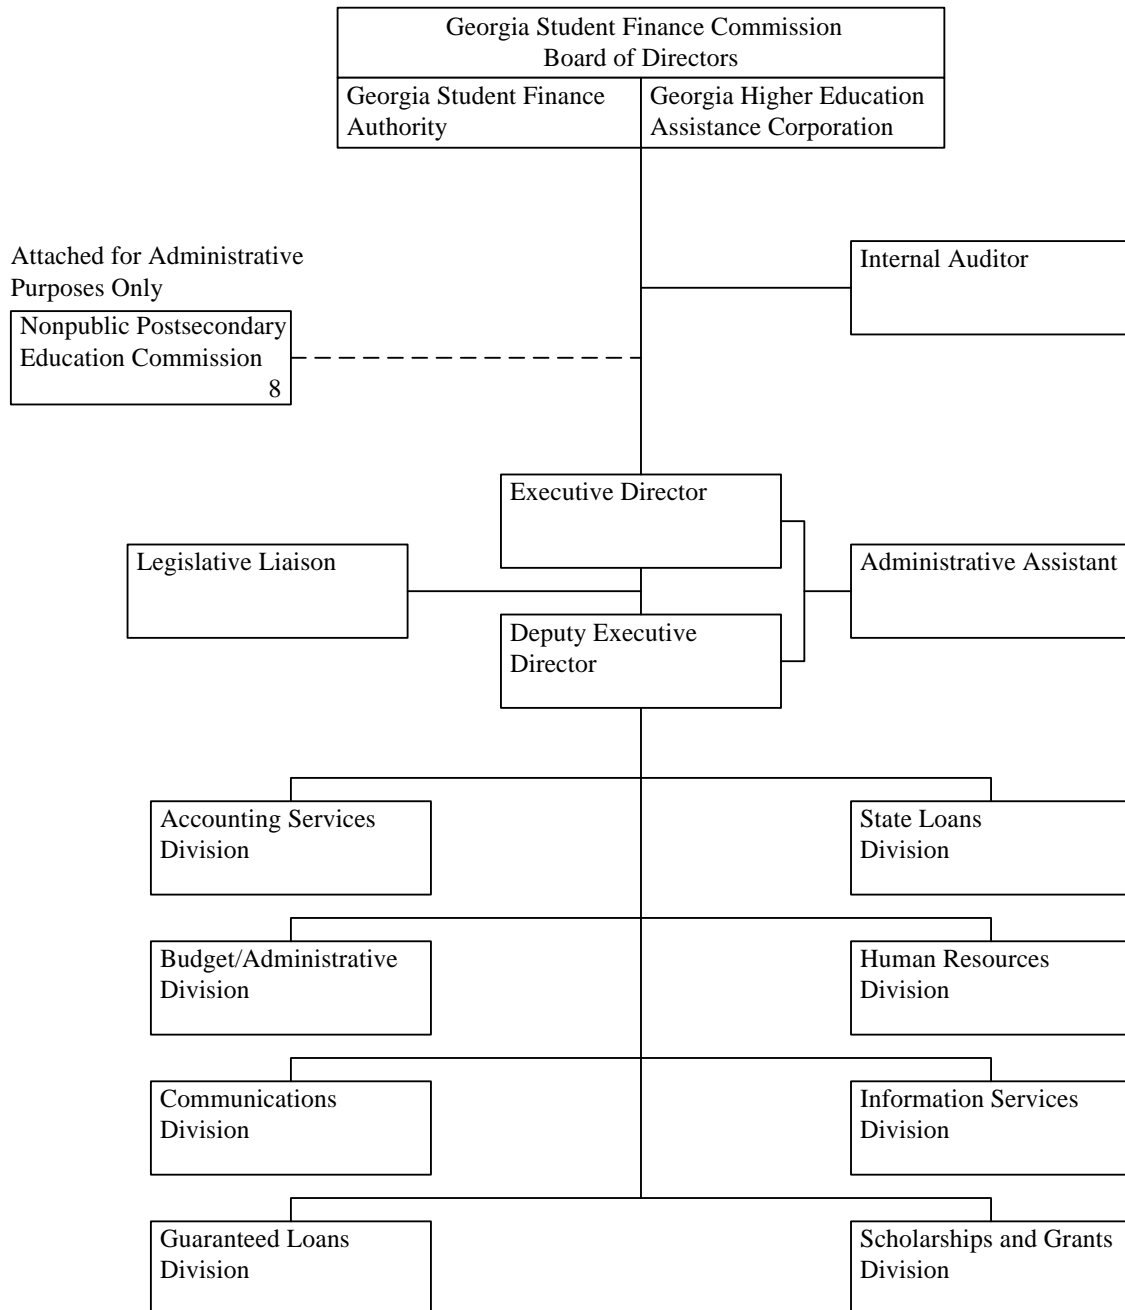 Georgia Student Finance Commission
Board of Directors
Georgia Student Finance
Authority
Georgia Higher Education
Assistance Corporation
Internal Auditor
Attached for Administrative
Purposes Only
Nonpublic Postsecondary
Education Commission
8
Executive Director
Legislative Liaison
Administrative Assistant
Deputy Executive
Director
Accounting Services
Division
State Loans
Division
Budget/Administrative
Division
Human Resources
Division
Communications
Division
Information Services
Division
Guaranteed Loans
Division
Scholarships and Grants
Division